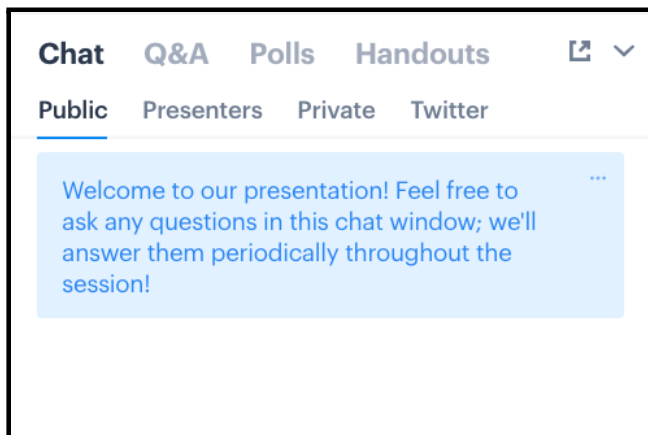 Chat Q&A Polls Handouts
Public Presenters Private Twitter
Welcome to our presentation! Feel free to
ask any questions in this chat window; we'll
answer them periodically throughout the
session!